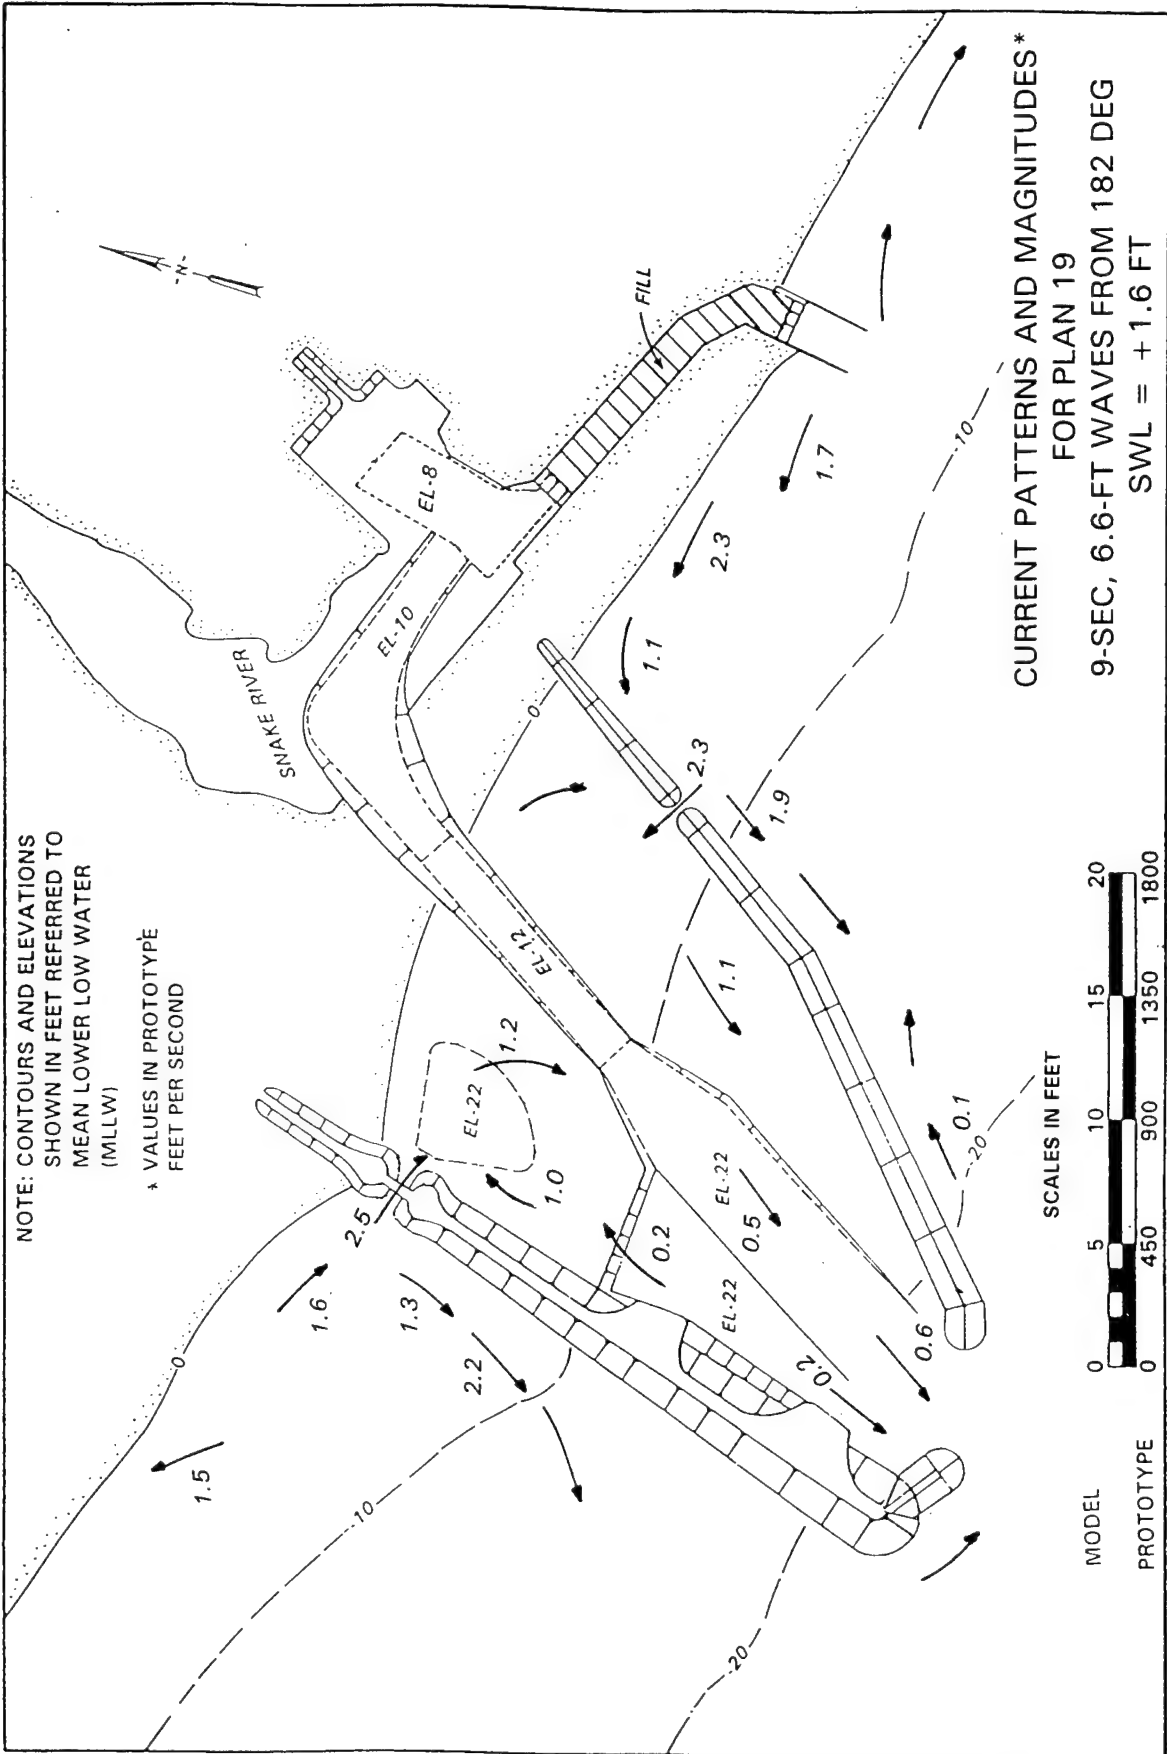 NOTE: CONTOURS AND ELEVATIONS
SHOWN IN FEET REFERRED TO
MEAN LOWER LOW WATER
(MLLW)
* VALUES IN PROTOTYPE
FEET PER SECOND
SNAKE RIVER
-N-
EL-8
EL-10
FILL
EL-12
EL-22
EL-22
EL-22
0
0
-10
-10
-20
-20
1.5
1.6
1.3
2.2
2.5
1.0
1.2
0.2
0.5
0.2
0.6
1.1
0.1
1.9
2.3
1.1
2.3
1.7
SCALES IN FEET
MODEL
0 5 10 15 20
PROTOTYPE
0 450 900 1350 1800
CURRENT PATTERNS AND MAGNITUDES*
FOR PLAN 19
9-SEC, 6.6-FT WAVES FROM 182 DEG
SWL = +1.6 FT